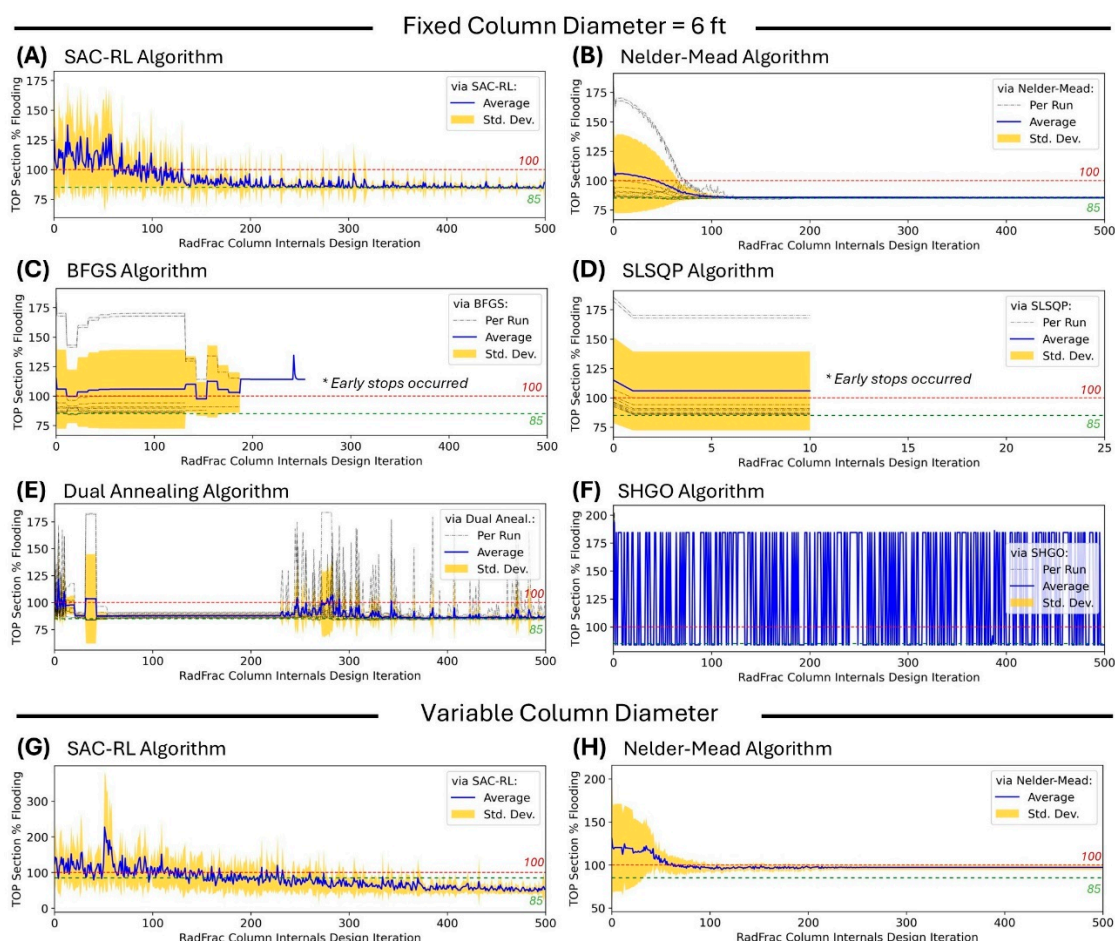 Fixed Column Diameter = 6 ft
(A) SAC-RL Algorithm
TOP Section % Flooding
175
150
125
100
75
via SAC-RL:
Average
Std. Dev.
100
85
0 100 200 300 400 500
RadFrac Column Internals Design Iteration
(B) Nelder-Mead Algorithm
TOP Section % Flooding
175
150
125
100
75
via Nelder-Mead:
Per Run
Average
Std. Dev.
100
85
0 100 200 300 400 500
RadFrac Column Internals Design Iteration
(C) BFGS Algorithm
TOP Section % Flooding
175
150
125
100
75
via BFGS:
Per Run
Average
Std. Dev.
* Early stops occurred
100
85
0 100 200 300 400 500
RadFrac Column Internals Design Iteration
(D) SLSQP Algorithm
TOP Section % Flooding
175
150
125
100
75
via SLSQP:
Per Run
Average
Std. Dev.
* Early stops occurred
100
85
0 5 10 15 20 25
RadFrac Column Internals Design Iteration
(E) Dual Annealing Algorithm
TOP Section % Flooding
175
150
125
100
75
via Dual Aneal.:
Per Run
Average
Std. Dev.
100
85
0 100 200 300 400 500
RadFrac Column Internals Design Iteration
(F) SHGO Algorithm
TOP Section % Flooding
200
175
150
125
100
via SHGO:
Per Run
Average
Std. Dev.
0 100 200 300 400 500
RadFrac Column Internals Design Iteration
Variable Column Diameter
(G) SAC-RL Algorithm
TOP Section % Flooding
300
200
100
0
via SAC-RL:
Average
Std. Dev.
100
85
0 100 200 300 400 500
RadFrac Column Internals Design Iteration
(H) Nelder-Mead Algorithm
TOP Section % Flooding
200
150
100
50
via Nelder-Mead:
Average
Std. Dev.
100
85
0 100 200 300 400 500
RadFrac Column Internals Design Iteration